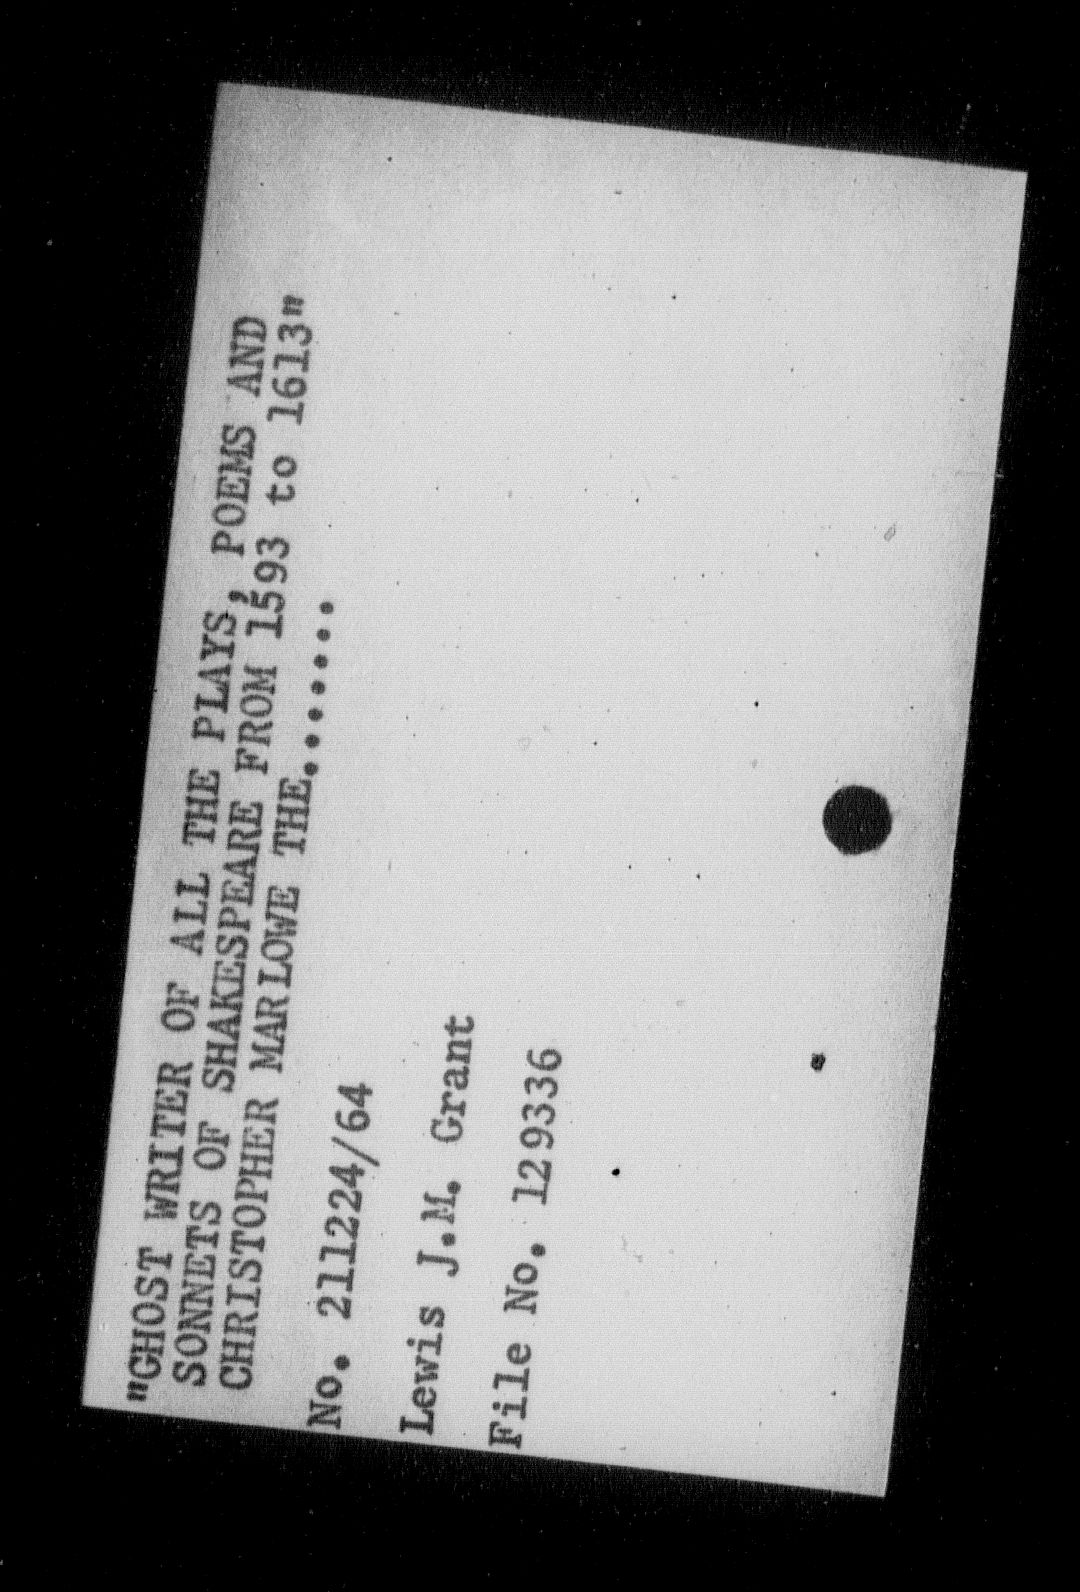 "GHOST WRITER OF ALL THE PLAYS, POEMS AND
SONNETS OF SHAKESPEARE FROM 1593 to 1613"
CHRISTOPHER MARLOWE THE.......
No. 211224/64
Lewis J.M. Grant
File No. 129336